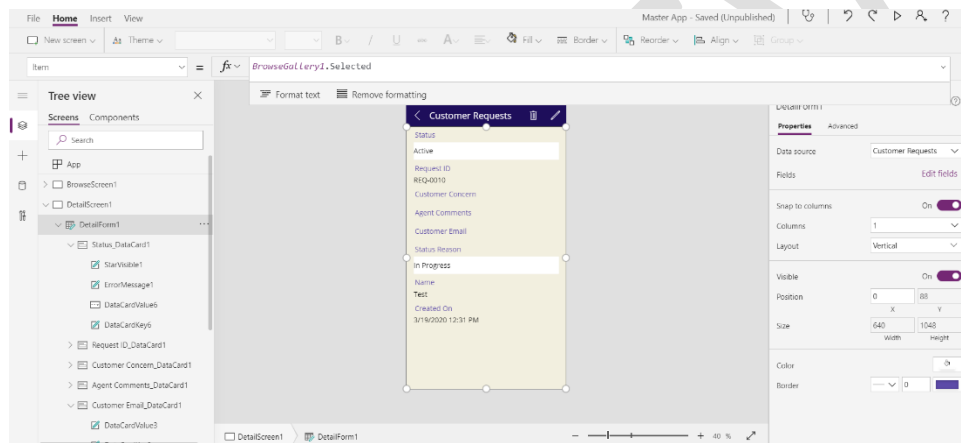 File Home Insert View Master App - Saved (Unpublished) ?
New screen Theme B / U A Fill Border Reorder Align Group
Item = fx BrowseGallery1.Selected
Format text Remove formatting
Tree view
Screens Components
Search
App
BrowseScreen1
DetailScreen1
DetailForm1 ...
Status_DataCard1
StarVisible1
ErrorMessage1
DataCardValue6
DataCardKey6
Request ID_DataCard1
Customer Concern_DataCard1
Agent Comments_DataCard1
Customer Email_DataCard1
DataCardValue3
Customer Requests
Status
Active
Request ID
REQ-0010
Customer Concern
Agent Comments
Customer Email
Status Reason
In Progress
Name
Test
Created On
3/19/2020 12:31 PM
DetailForm1
Properties Advanced
Data source Customer Requests
Fields Edit fields
Snap to columns On
Columns 1
Layout Vertical
Visible On
Position 0 88
X Y
Size 640 1048
Width Height
Color
Border 0
DetailScreen1 DetailForm1 - + 40 %